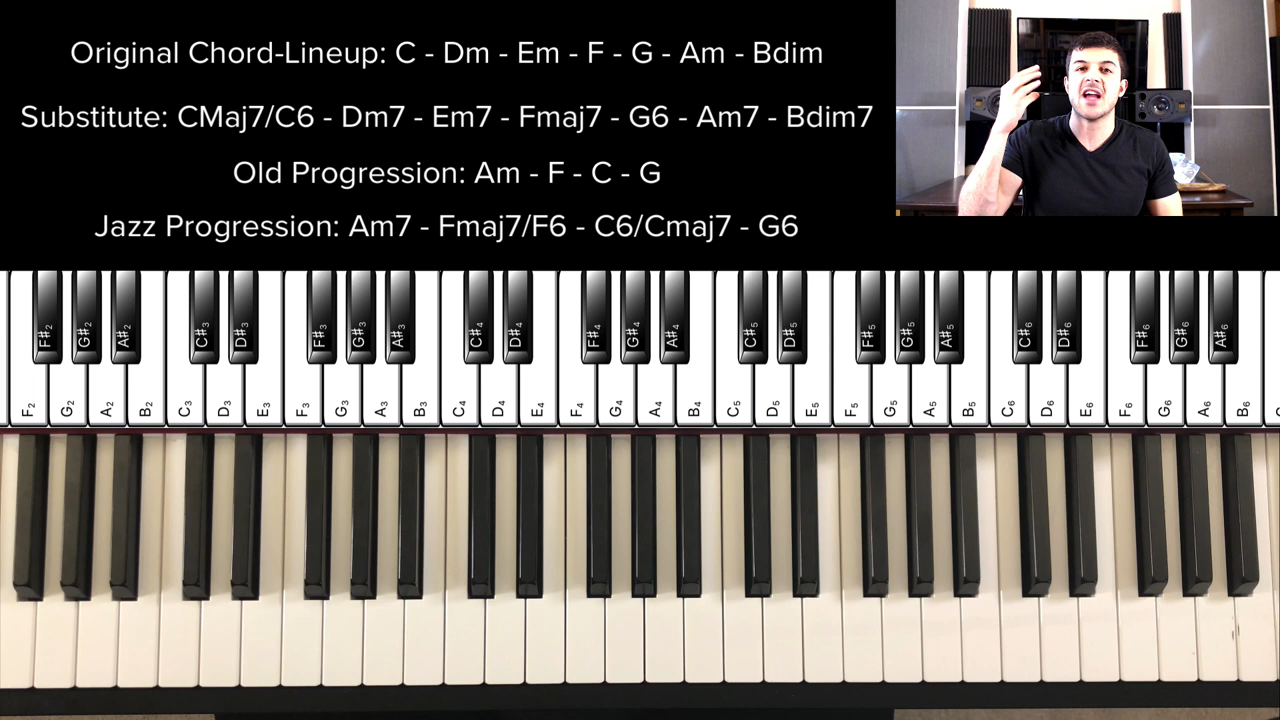 Original Chord-Lineup: C - Dm - Em - F - G - Am - Bdim
Substitute: CMaj7/C6 - Dm7 - Em7 - Fmaj7 - G6 - Am7 - Bdim7
Old Progression: Am - F - C - G
Jazz Progression: Am7 - Fmaj7/F6 - C6/Cmaj7 - G6
F#2 G#2 A#2 C#3 D#3 F#3 G#3 A#3 C#4 D#4 F#4 G#4 A#4 C#5 D#5 F#5 G#5 A#5 C#6 D#6 F#6 G#6 A#6
F2 G2 A2 B2 C3 D3 E3 F3 G3 A3 B3 C4 D4 E4 F4 G4 A4 B4 C5 D5 E5 F5 G5 A5 B5 C6 D6 E6 F6 G6 A6 B6